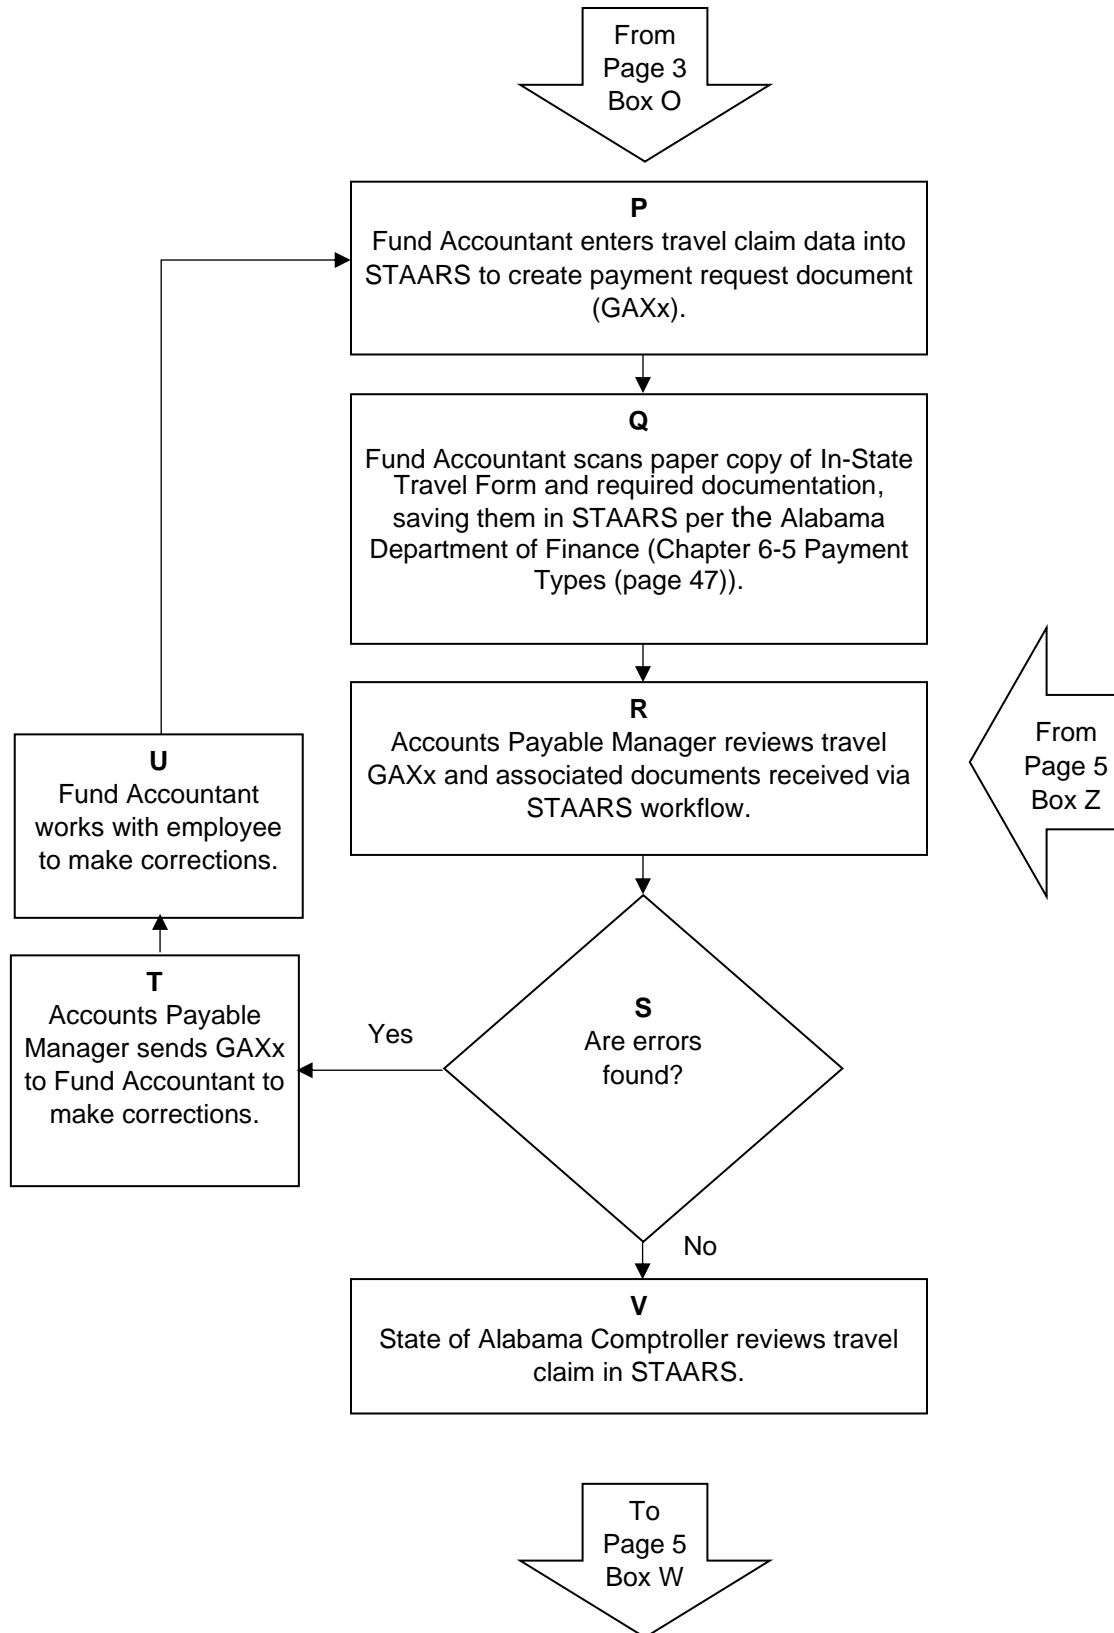 From
Page 3
Box O
P
Fund Accountant enters travel claim data into
STAARS to create payment request document
(GAXx).
Q
Fund Accountant scans paper copy of In-State
Travel Form and required documentation,
saving them in STAARS per the Alabama
Department of Finance (Chapter 6-5 Payment
Types (page 47)).
R
Accounts Payable Manager reviews travel
GAXx and associated documents received via
STAARS workflow.
From
Page 5
Box Z
U
Fund Accountant
works with employee
to make corrections.
T
Accounts Payable
Manager sends GAXx
to Fund Accountant to
make corrections.
Yes
S
Are errors
found?
No
V
State of Alabama Comptroller reviews travel
claim in STAARS.
To
Page 5
Box W